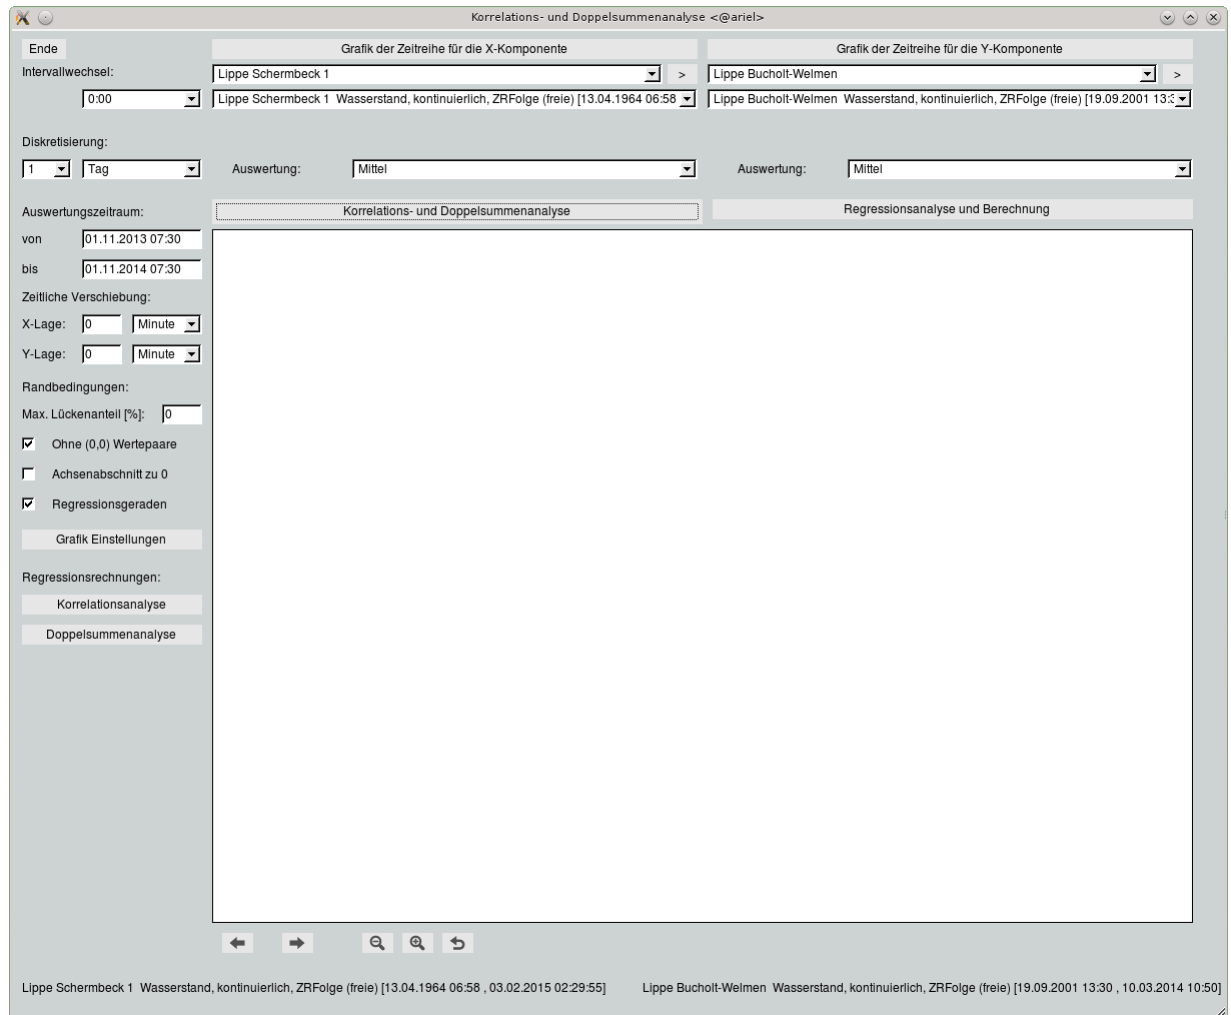 Korrelations- und Doppelsummenanalyse <@ariel>
Ende
Grafik der Zeitreihe für die X-Komponente
Grafik der Zeitreihe für die Y-Komponente
Intervallwechsel:
Lippe Schermbeck 1
>
Lippe Bucholt-Welmen
>
0:00
Lippe Schermbeck 1 Wasserstand, kontinuierlich, ZRFolge (freie) [13.04.1964 06:58
Lippe Bucholt-Welmen Wasserstand, kontinuierlich, ZRFolge (freie) [19.09.2001 13:3
Diskretisierung:
1
Tag
Auswertung:
Mittel
Auswertung:
Mittel
Auswertungszeitraum:
Korrelations- und Doppelsummenanalyse
Regressionsanalyse und Berechnung
von
01.11.2013 07:30
bis
01.11.2014 07:30
Zeitliche Verschiebung:
X-Lage:
0
Minute
Y-Lage:
0
Minute
Randbedingungen:
Max. Lückenanteil [%]:
0
Ohne (0,0) Wertepaare
Achsenabschnitt zu 0
Regressionsgeraden
Grafik Einstellungen
Regressionsrechnungen:
Korrelationsanalyse
Doppelsummenanalyse
Lippe Schermbeck 1 Wasserstand, kontinuierlich, ZRFolge (freie) [13.04.1964 06:58 , 03.02.2015 02:29:55]
Lippe Bucholt-Welmen Wasserstand, kontinuierlich, ZRFolge (freie) [19.09.2001 13:30 , 10.03.2014 10:50]